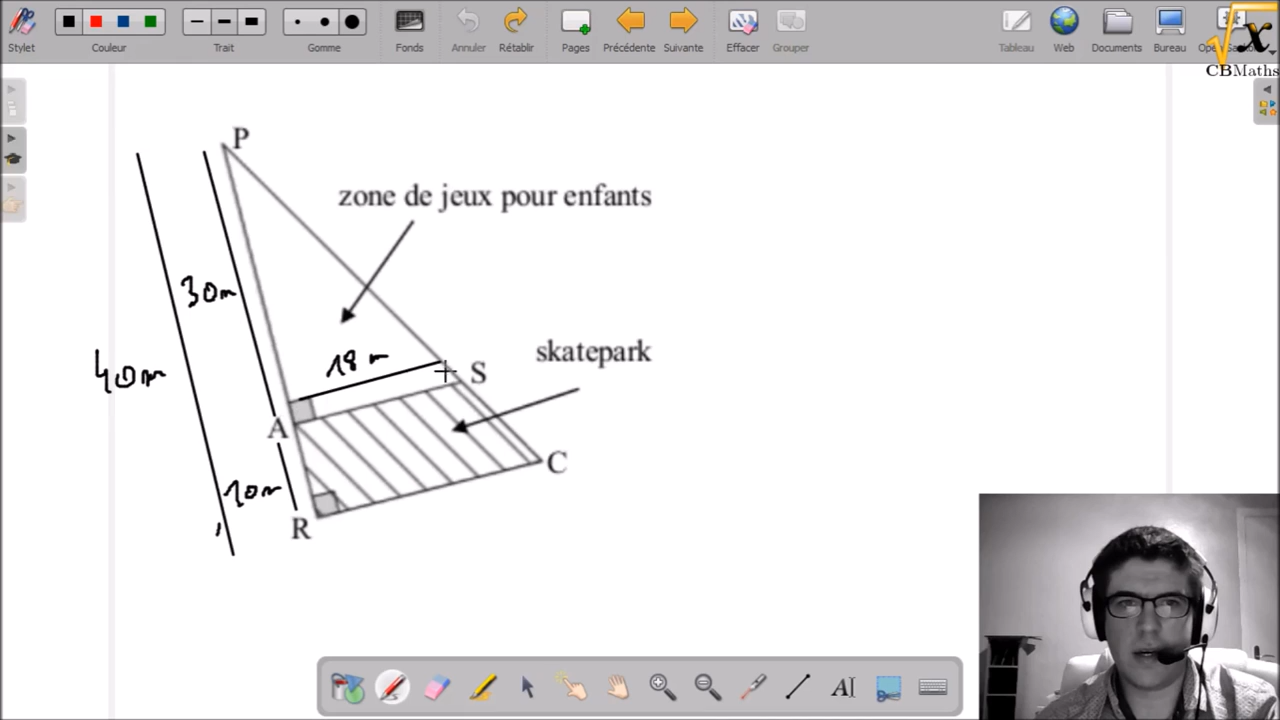 Stylet
Couleur
Trait
Gomme
Fonds
Annuler
Rétablir
Pages
Précédente
Suivante
Effacer
Grouper
Tableau
Web
Documents
Bureau
√x
CBMaths
P
zone de jeux pour enfants
30m
18 m
skatepark
40m
S
A
C
10m
R
AI